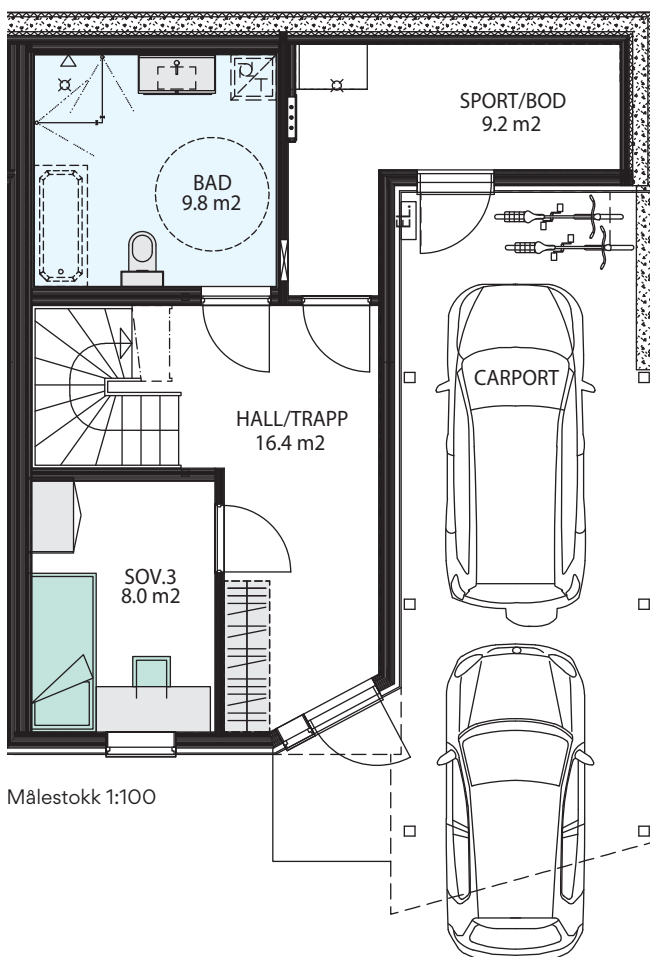 SPORT/BOD
9.2 m2
BAD
9.8 m2
EL.
CARPORT
HALL/TRAPP
16.4 m2
SOV.3
8.0 m2
Målestokk 1:100